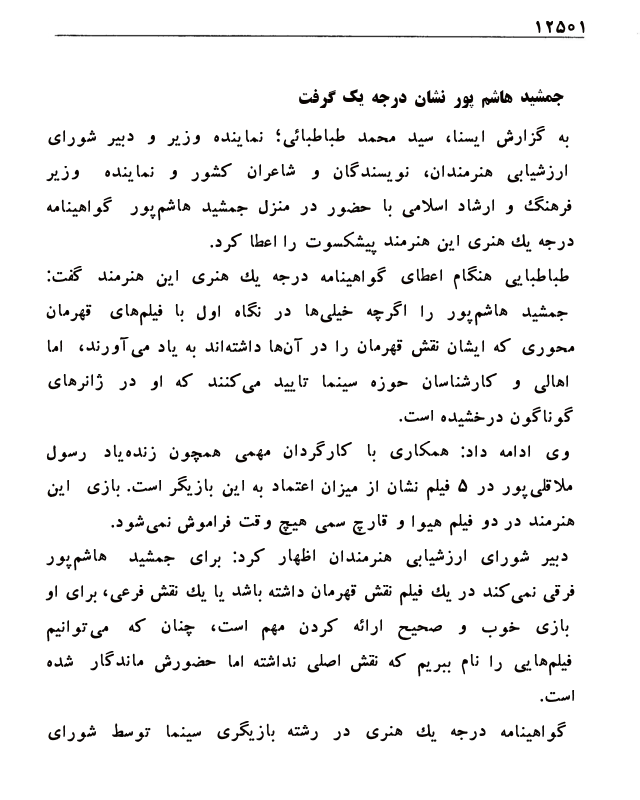 ۱۲۵۰۱
جمشید هاشم پور نشان درجه یک گرفت
به گزارش ایسنا، سید محمد طباطبائی؛ نماینده وزیر و دبیر شورای
ارزشیابی هنرمندان، نویسندگان و شاعران کشور و نماینده وزیر
فرهنگ و ارشاد اسلامی با حضور در منزل جمشید هاشم‌پور گواهینامه
درجه یك هنری این هنرمند پیشکسوت را اعطا کرد.
طباطبایی هنگام اعطای گواهینامه درجه یك هنری این هنرمند گفت:
جمشید هاشم‌پور را اگرچه خیلی‌ها در نگاه اول با فیلم‌های قهرمان
محوری که ایشان نقش قهرمان را در آن‌ها داشته‌اند به یاد می‌آورند، اما
اهالی و کارشناسان حوزه سینما تایید می‌کنند که او در ژانرهای
گوناگون درخشیده است.
وی ادامه داد: همکاری با کارگردان مهمی همچون زنده‌یاد رسول
ملاقلی‌پور در ۵ فیلم نشان از میزان اعتماد به این بازیگر است. بازی این
هنرمند در دو فیلم هیوا و قارچ سمی هیچ وقت فراموش نمی‌شود.
دبیر شورای ارزشیابی هنرمندان اظهار کرد: برای جمشید هاشم‌پور
فرقی نمی‌کند در یك فیلم نقش قهرمان داشته باشد یا یك نقش فرعی، برای او
بازی خوب و صحیح ارائه کردن مهم است، چنان که می‌توانیم
فیلم‌هایی را نام ببریم که نقش اصلی نداشته اما حضورش ماندگار شده
است.
گواهینامه درجه یك هنری در رشته بازیگری سینما توسط شورای